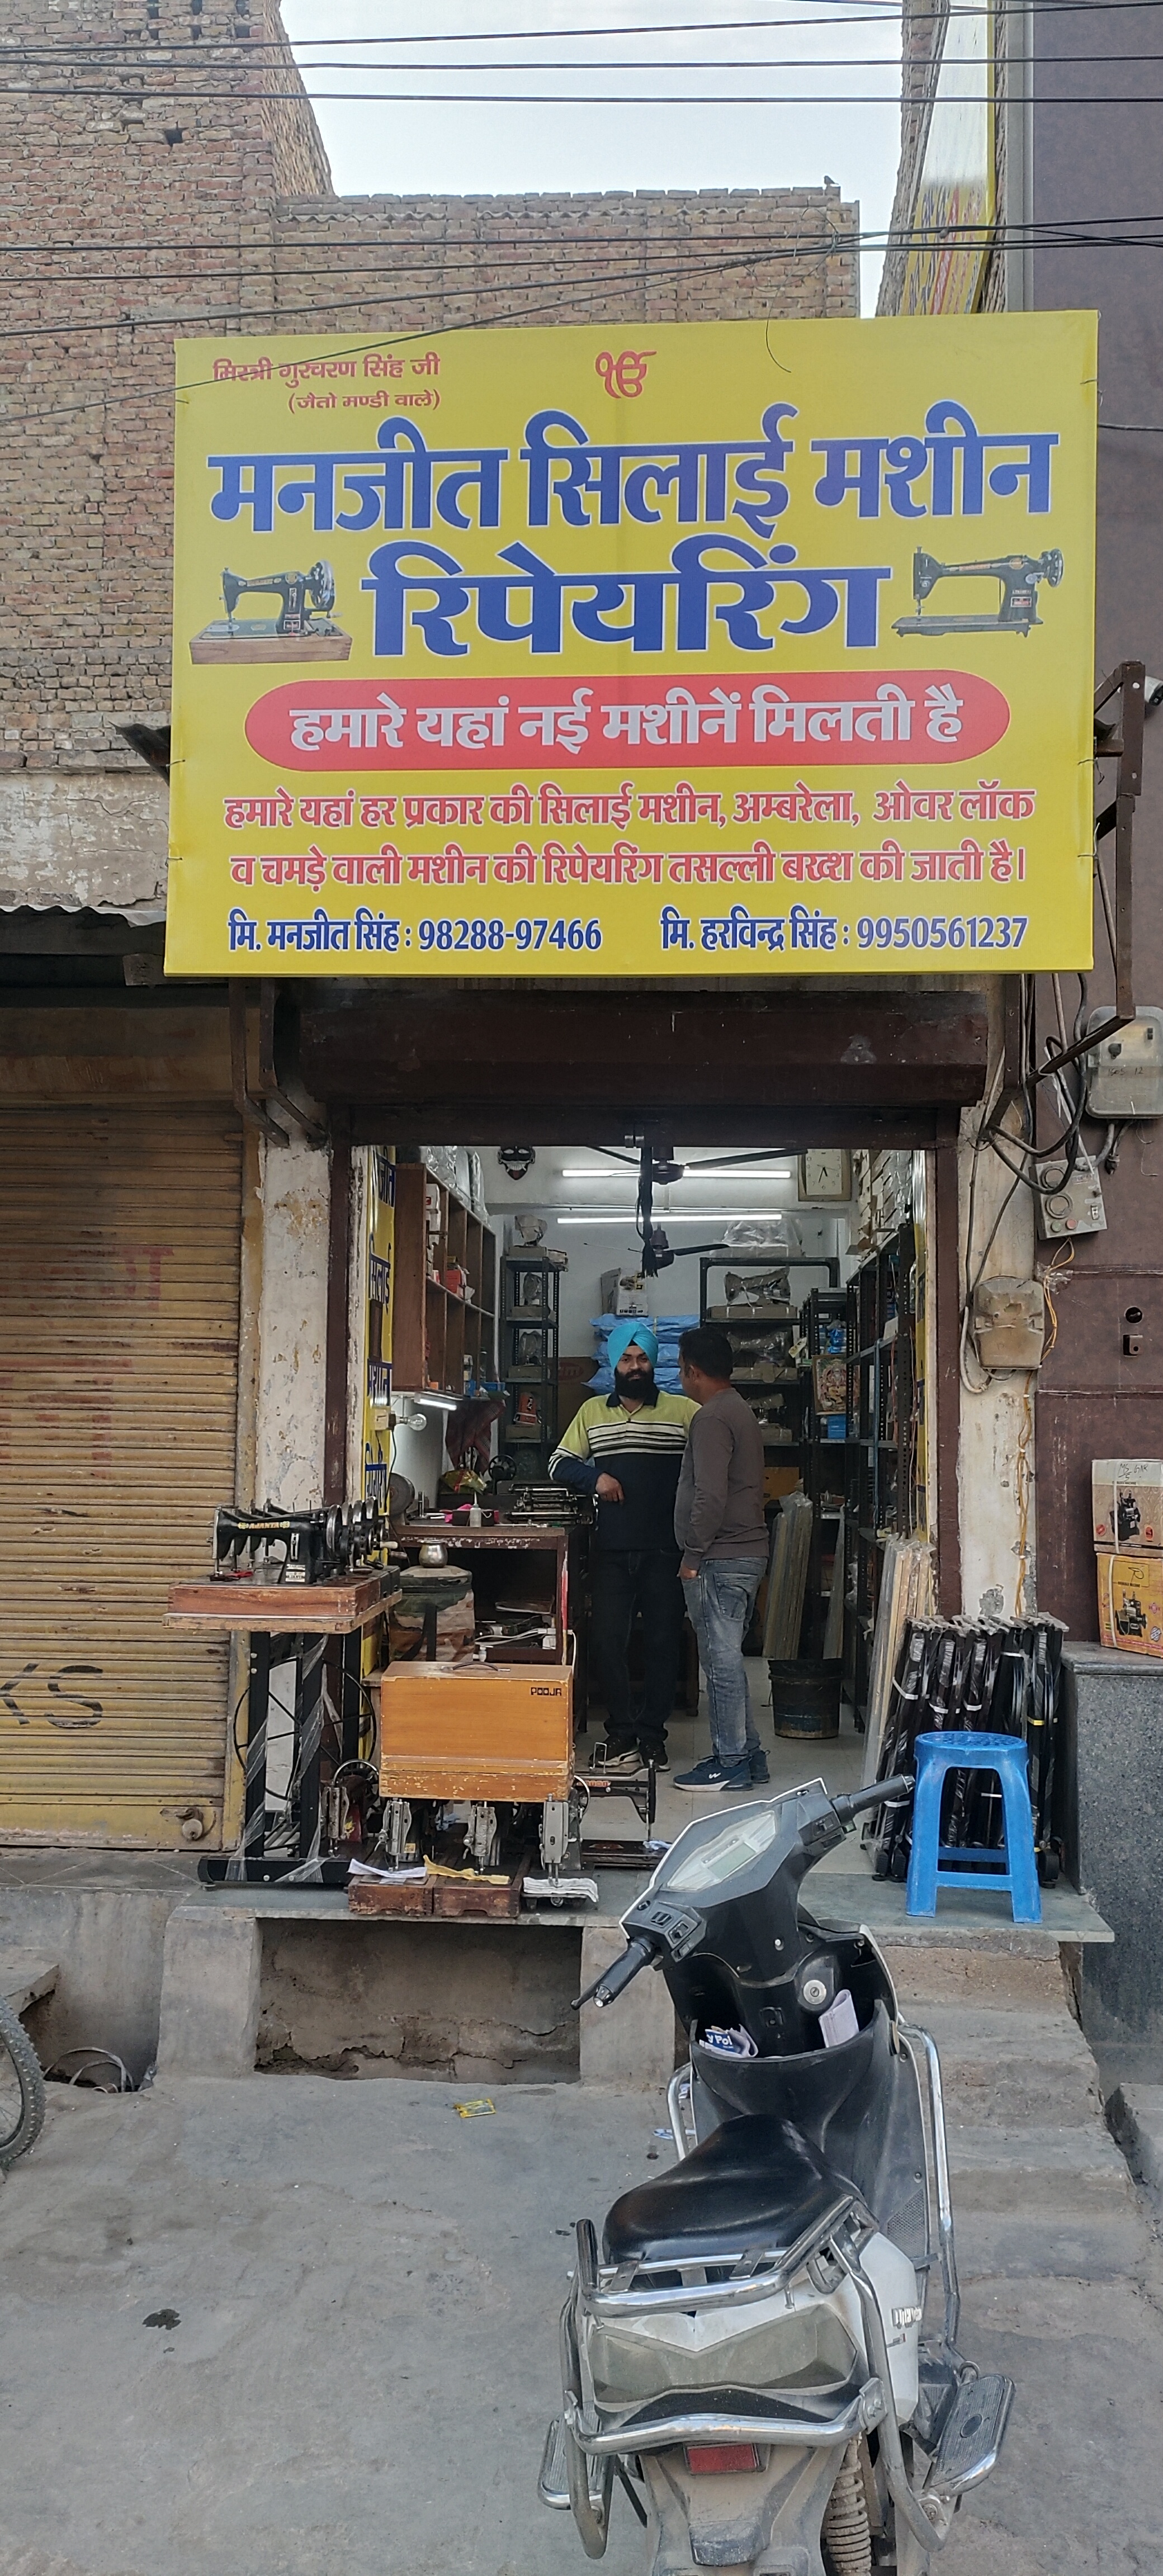 मिस्त्री गुरचरण सिंह जी
(जैतो मण्डी वाले)
ੴ
मनजीत सिलाई मशीन
रिपेयरिंग
हमारे यहां नई मशीनें मिलती है
हमारे यहां हर प्रकार की सिलाई मशीन, अम्बरेला, ओवर लॉक
व चमड़े वाली मशीन की रिपेयरिंग तसल्ली बख्श की जाती है।
मि. मनजीत सिंह : 98288-97466
मि. हरविन्द्र सिंह : 9950561237
POOJA
KS